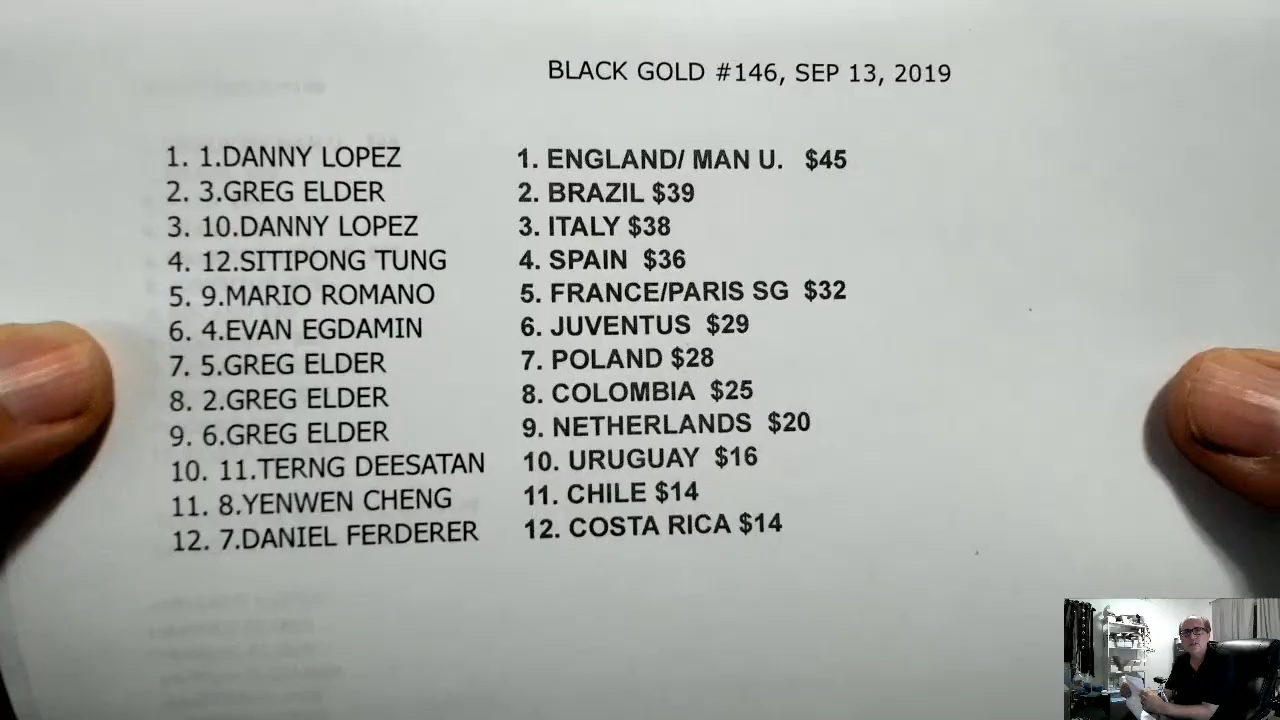 BLACK GOLD #146, SEP 13, 2019
1. 1.DANNY LOPEZ 1. ENGLAND/ MAN U. $45
2. 3.GREG ELDER 2. BRAZIL $39
3. 10.DANNY LOPEZ 3. ITALY $38
4. 12.SITIPONG TUNG 4. SPAIN $36
5. 9.MARIO ROMANO 5. FRANCE/PARIS SG $32
6. 4.EVAN EGDAMIN 6. JUVENTUS $29
7. 5.GREG ELDER 7. POLAND $28
8. 2.GREG ELDER 8. COLOMBIA $25
9. 6.GREG ELDER 9. NETHERLANDS $20
10. 11.TERNG DEESATAN 10. URUGUAY $16
11. 8.YENWEN CHENG 11. CHILE $14
12. 7.DANIEL FERDERER 12. COSTA RICA $14